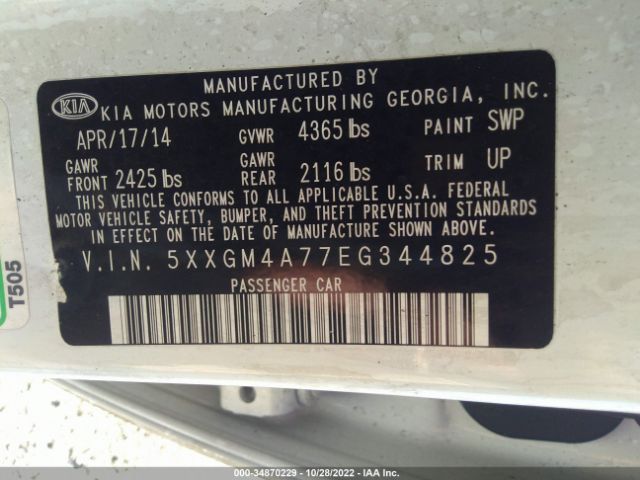 MANUFACTURED BY
KIA KIA MOTORS MANUFACTURING GEORGIA, INC.
APR/17/14 GVWR 4365 lbs PAINT SWP
GAWR FRONT 2425 lbs GAWR REAR 2116 lbs TRIM UP
THIS VEHICLE CONFORMS TO ALL APPLICABLE U.S.A. FEDERAL
MOTOR VEHICLE SAFETY, BUMPER, AND THEFT PREVENTION STANDARDS
IN EFFECT ON THE DATE OF MANUFACTURE SHOWN ABOVE.
V.I.N. 5XXGM4A77EG344825
PASSENGER CAR
T505
000-34870229 | 10/28/2022 | IAA Inc.